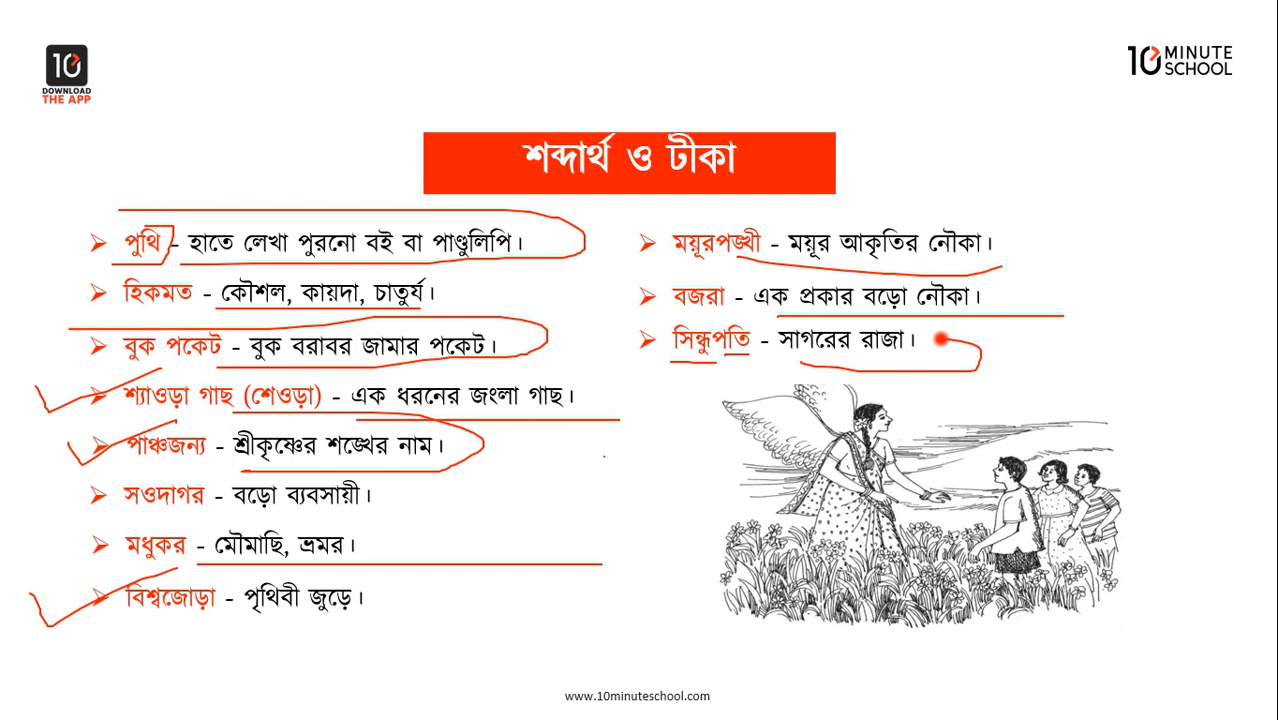 10
DOWNLOAD
THE APP
10 MINUTE
SCHOOL
শব্দার্থ ও টীকা
পুথি - হাতে লেখা পুরনো বই বা পাণ্ডুলিপি।
হিকমত - কৌশল, কায়দা, চাতুর্য।
বুক পকেট - বুক বরাবর জামার পকেট।
শ্যাওড়া গাছ (শেওড়া) - এক ধরনের জংলা গাছ।
পাঞ্চজন্য - শ্রীকৃষ্ণের শঙ্খের নাম।
সওদাগর - বড়ো ব্যবসায়ী।
মধুকর - মৌমাছি, ভ্রমর।
বিশ্বজোড়া - পৃথিবী জুড়ে।
ময়ূরপঙ্খী - ময়ূর আকৃতির নৌকা।
বজরা - এক প্রকার বড়ো নৌকা।
সিন্ধুপতি - সাগরের রাজা।
www.10minuteschool.com